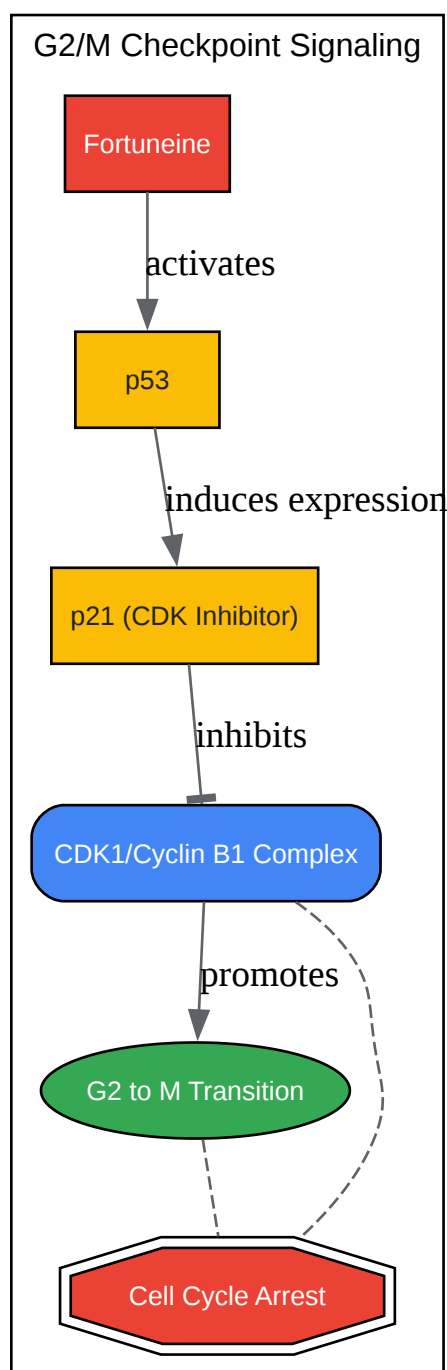 G2/M Checkpoint Signaling
Fortuneine
activates
p53
induces expression
p21 (CDK Inhibitor)
inhibits
CDK1/Cyclin B1 Complex
promotes
G2 to M Transition
Cell Cycle Arrest